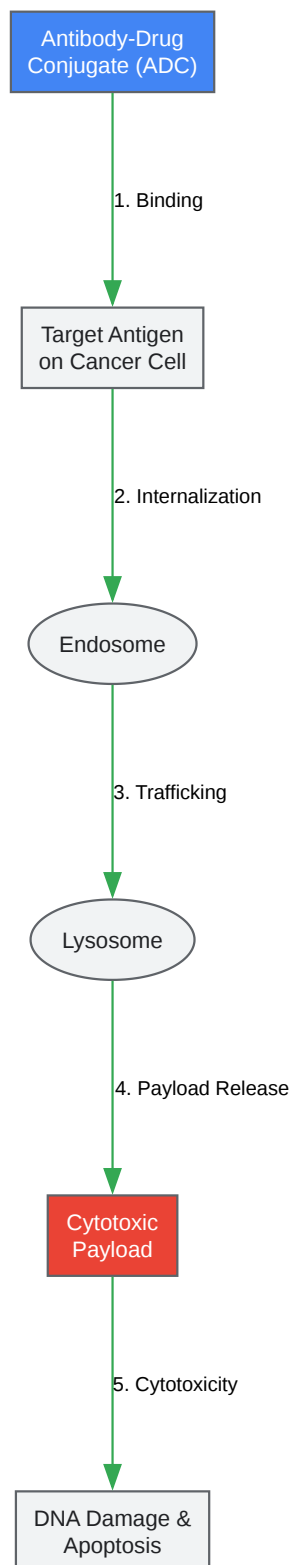 Antibody-Drug
Conjugate (ADC)
1. Binding
Target Antigen
on Cancer Cell
2. Internalization
Endosome
3. Trafficking
Lysosome
4. Payload Release
Cytotoxic
Payload
5. Cytotoxicity
DNA Damage &
Apoptosis